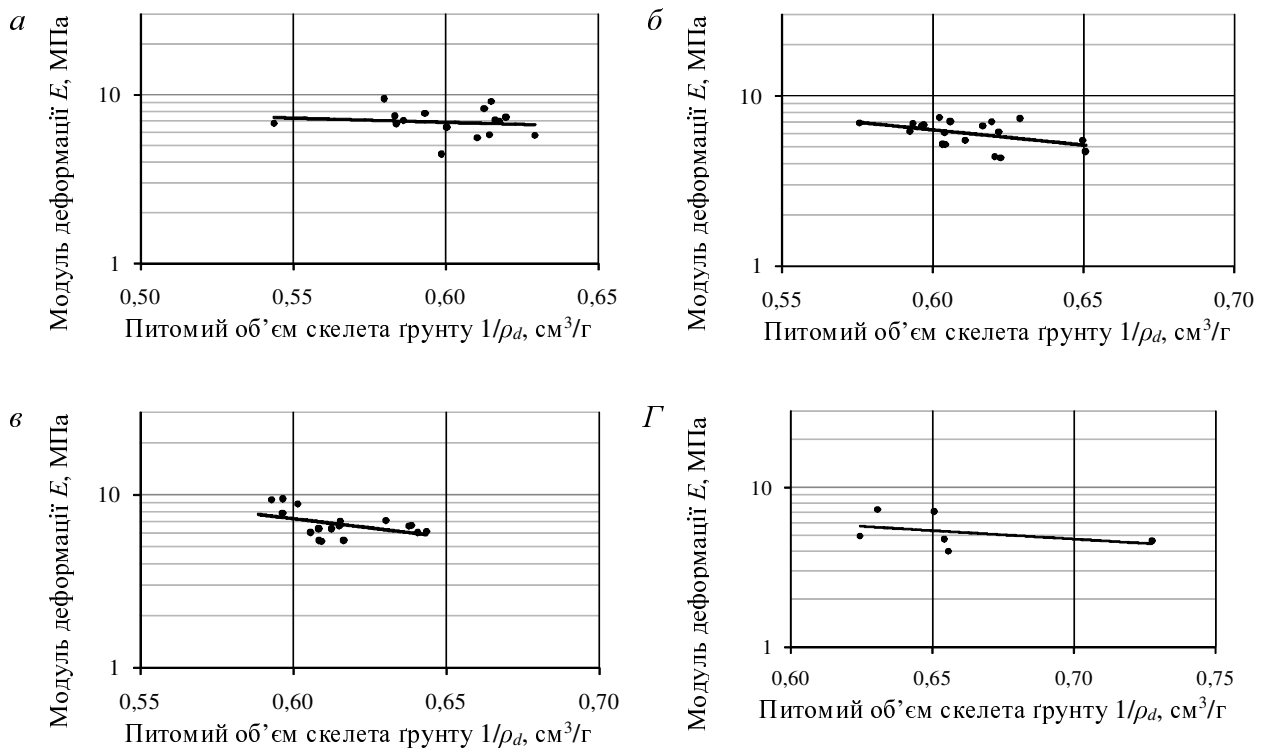 а
Модуль деформації E, МПа
10
1
0,50 0,55 0,60 0,65
Питомий об’єм скелета ґрунту 1/ρd, см³/г
б
Модуль деформації E, МПа
10
1
0,55 0,60 0,65 0,70
Питомий об’єм скелета ґрунту 1/ρd, см³/г
в
Модуль деформації E, МПа
10
1
0,55 0,60 0,65 0,70
Питомий об’єм скелета ґрунту 1/ρd, см³/г
Г
Модуль деформації E, МПа
10
1
0,60 0,65 0,70 0,75
Питомий об’єм скелета ґрунту 1/ρd, см³/г